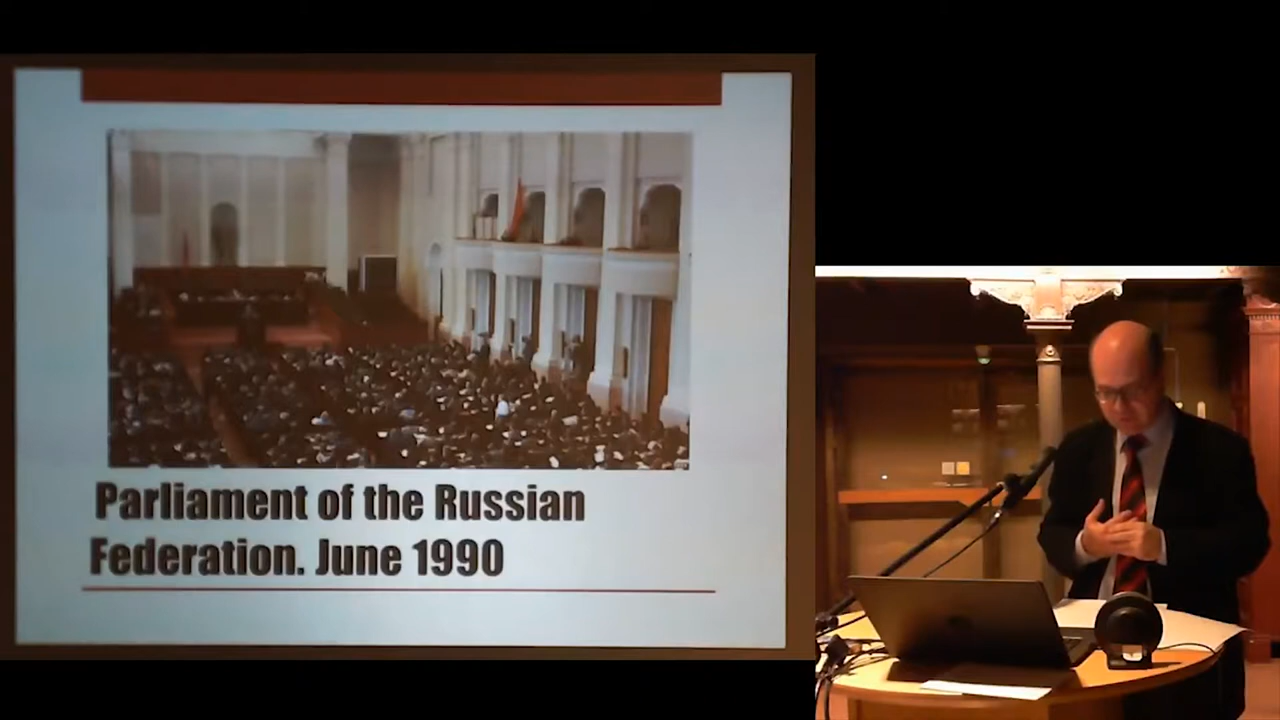 Parliament of the Russian
Federation. June 1990